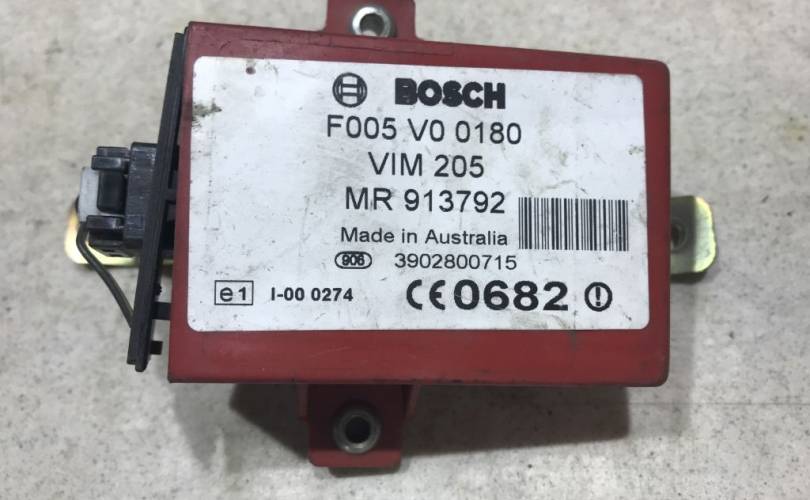 BOSCH
F005 V0 0180
VIM 205
MR 913792
Made in Australia
906 3902800715
e1 I-00 0274 CE0682 !